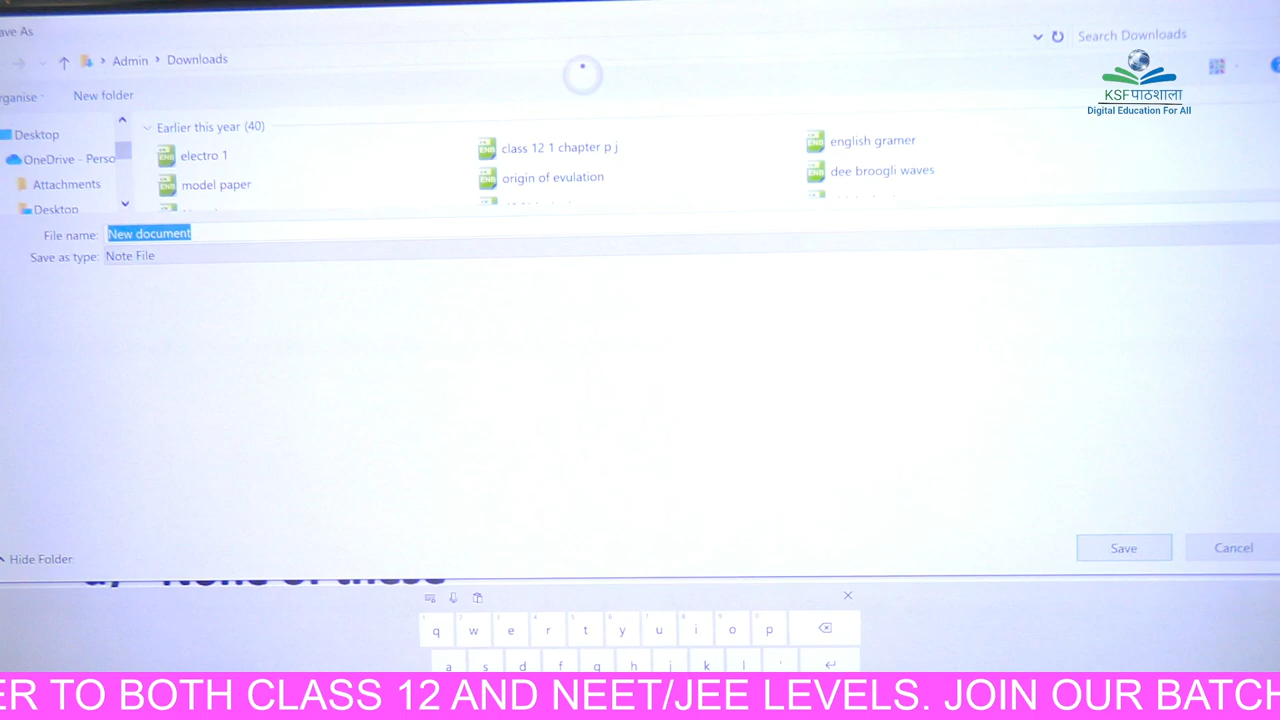 ave As
Admin > Downloads
Search Downloads
rganise
New folder
KSFपाठशाला
Digital Education For All
Desktop
OneDrive - Perso
Attachments
Desktop
Earlier this year (40)
electro 1
class 12 1 chapter p j
english gramer
model paper
origin of evulation
dee broogli waves
File name: New document
Save as type: Note File
Hide Folder
Save
Cancel
q w e r t y u i o p
a s d f g h j k l '
ER TO BOTH CLASS 12 AND NEET/JEE LEVELS. JOIN OUR BATCH